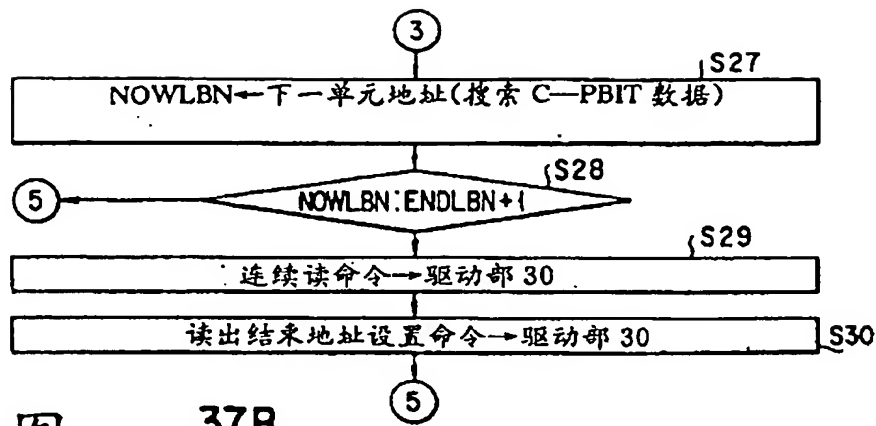 3
S27
NOWLBN←下一单元地址(搜索 C—PBIT 数据)
S28
5
NOWLBN:ENDLBN+1
S29
连续读命令→驱动部 30
读出结束地址设置命令→驱动部 30
S30
5
图 37B